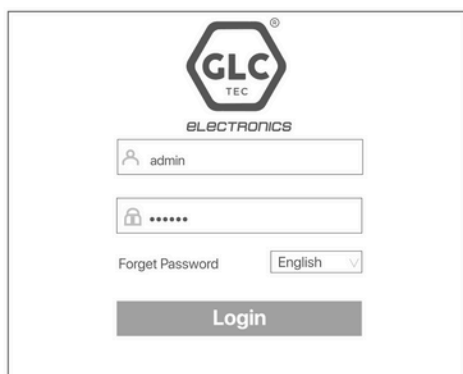 ®
GLC
TEC
ELECTRONICS
admin
••••••
Forget Password
English
Login